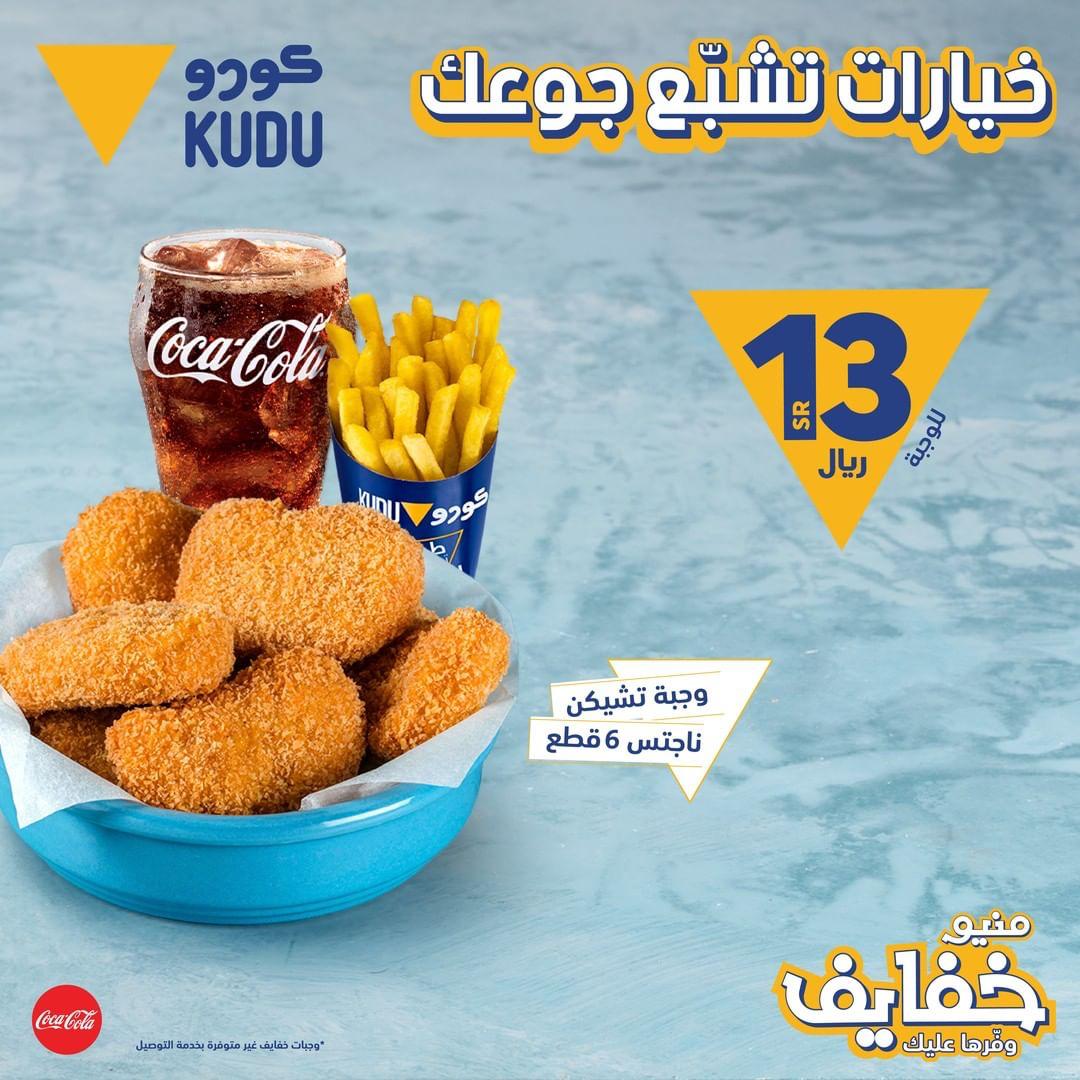 كودو
KUDU
خيارات تشبّع جوعك
Coca-Cola
KUDU كودو
13
SR
ريال
للوجبة
وجبة تشيكن
ناجتس 6 قطع
منيو
خفايف
وفّرها عليك
Coca-Cola
*وجبات خفايف غير متوفرة بخدمة التوصيل